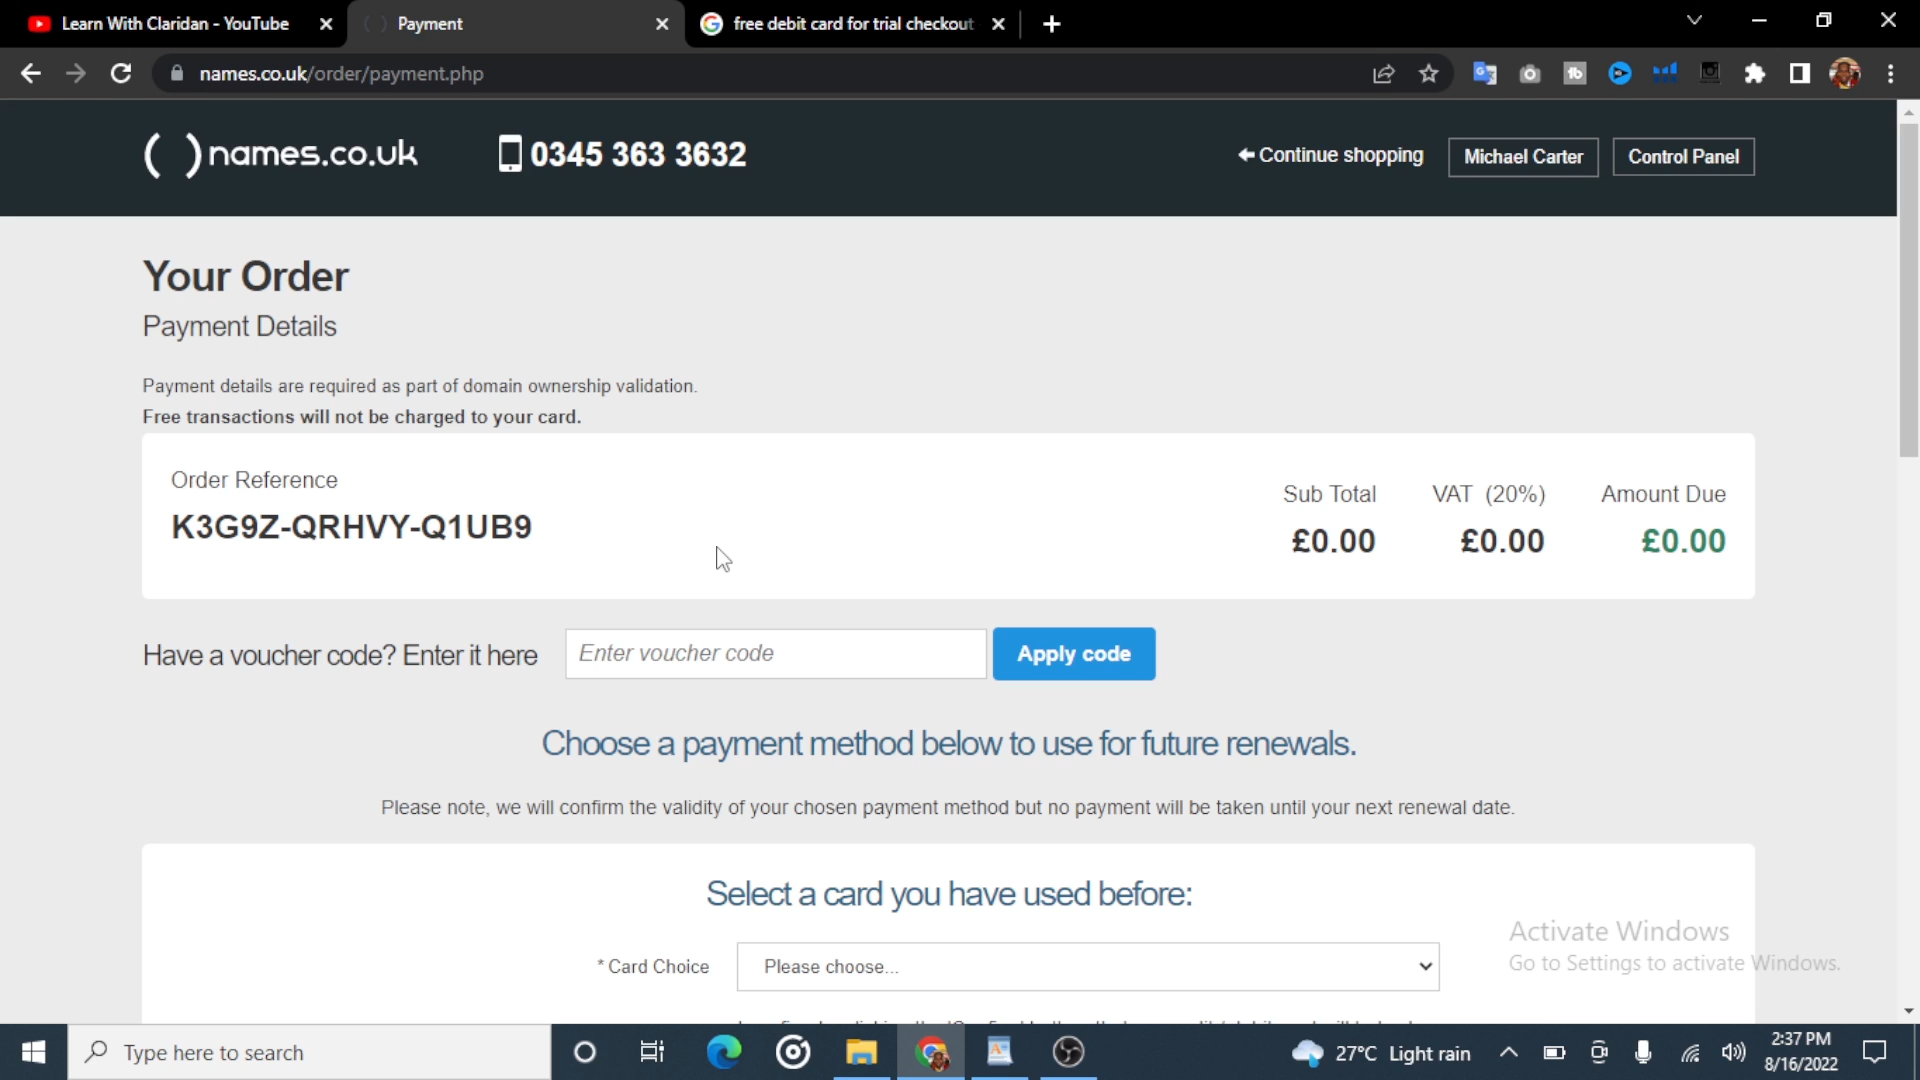 Learn With Claridan - YouTube
Payment
free debit card for trial checkout
names.co.uk/order/payment.php
( ) names.co.uk
0345 363 3632
Continue shopping
Michael Carter
Control Panel
Your Order
Payment Details
Payment details are required as part of domain ownership validation.
Free transactions will not be charged to your card.
Order Reference
K3G9Z-QRHVY-Q1UB9
Sub Total
VAT (20%)
Amount Due
£0.00
£0.00
£0.00
Have a voucher code? Enter it here
Enter voucher code
Apply code
Choose a payment method below to use for future renewals.
Please note, we will confirm the validity of your chosen payment method but no payment will be taken until your next renewal date.
Select a card you have used before:
* Card Choice
Please choose...
Activate Windows
Go to Settings to activate Windows.
Type here to search
27°C Light rain
2:37 PM
8/16/2022